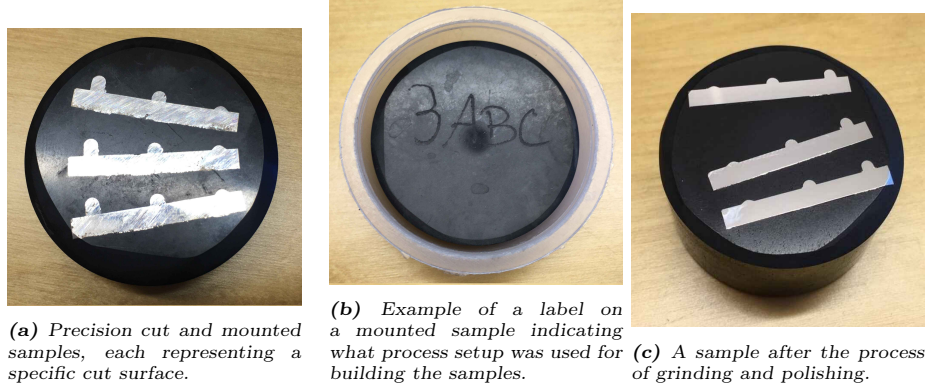 3ABC
(a) Precision cut and mounted
samples, each representing a
specific cut surface.
(b) Example of a label on
a mounted sample indicating
what process setup was used for
building the samples.
(c) A sample after the process
of grinding and polishing.